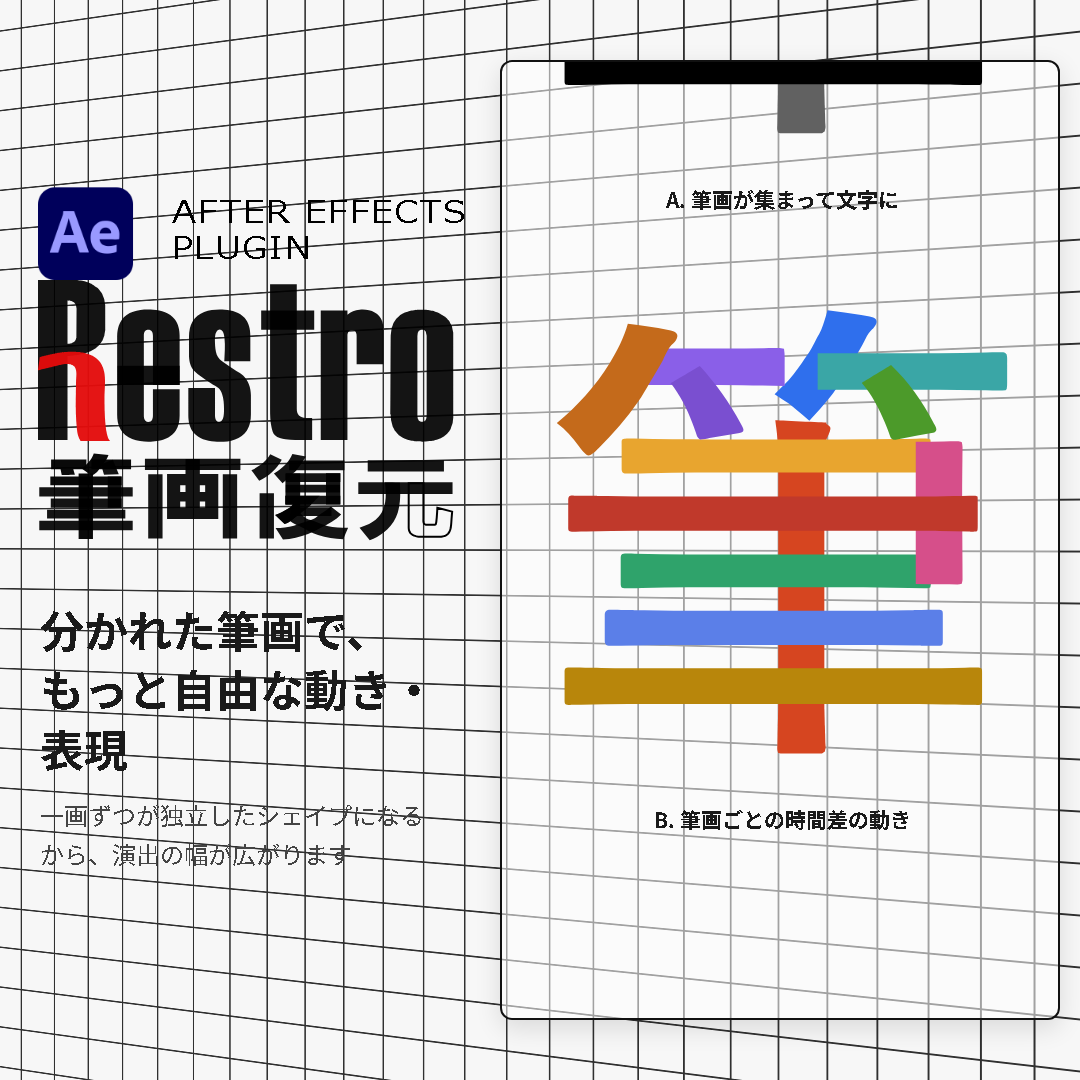 Ae
AFTER EFFECTS
PLUGIN
Restro
筆画復元
分かれた筆画で、
もっと自由な動き・
表現
一画ずつが独立したシェイプになる
から、演出の幅が広がります
A. 筆画が集まって文字に
筆
B. 筆画ごとの時間差の動き